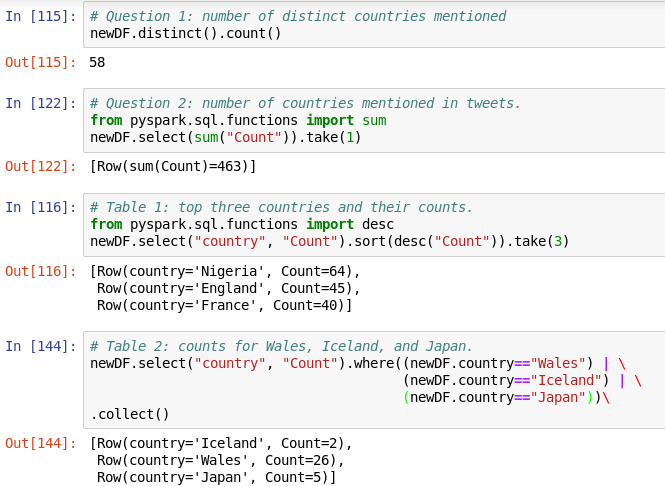 In [115]: # Question 1: number of distinct countries mentioned
newDF.distinct().count()
Out[115]: 58
In [122]: # Question 2: number of countries mentioned in tweets.
from pyspark.sql.functions import sum
newDF.select(sum("Count")).take(1)
Out[122]: [Row(sum(Count)=463)]
In [116]: # Table 1: top three countries and their counts.
from pyspark.sql.functions import desc
newDF.select("country", "Count").sort(desc("Count")).take(3)
Out[116]: [Row(country='Nigeria', Count=64),
Row(country='England', Count=45),
Row(country='France', Count=40)]
In [144]: # Table 2: counts for Wales, Iceland, and Japan.
newDF.select("country", "Count").where((newDF.country=="Wales") | \
(newDF.country=="Iceland") | \
(newDF.country=="Japan"))\
.collect()
Out[144]: [Row(country='Iceland', Count=2),
Row(country='Wales', Count=26),
Row(country='Japan', Count=5)]